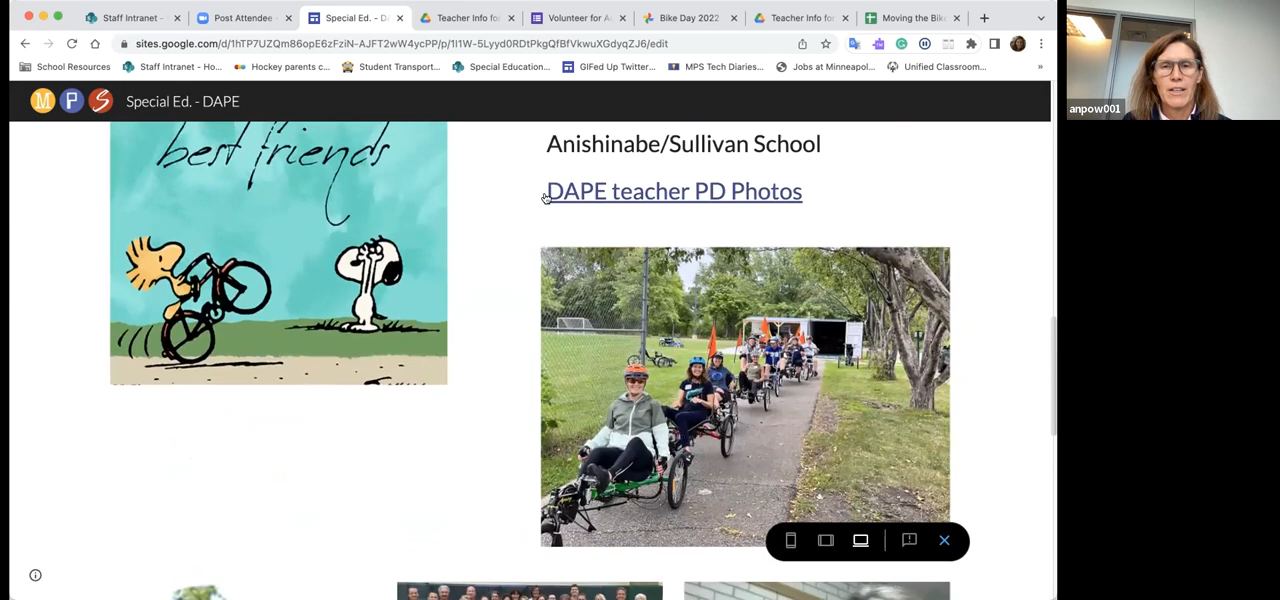 Staff Intranet -
Post Attendee -
Special Ed. - D
Teacher Info fo
Volunteer for A
Bike Day 2022
Teacher Info fo
Moving the Bik
sites.google.com/d/1hTP7UZQm86opE6zFziN-AJFT2wW4ycPP/p/1I1W-5Lyyd0RDtPkgQfBfVkwuXGdyqZJ6/edit
School Resources
Staff Intranet - Ho...
Hockey parents c...
Student Transport...
Special Education...
GIFed Up Twitter...
MPS Tech Diaries...
Jobs at Minneapol...
Unified Classroom...
»
M P S Special Ed. - DAPE
best friends
Anishinabe/Sullivan School
DAPE teacher PD Photos
anpow001